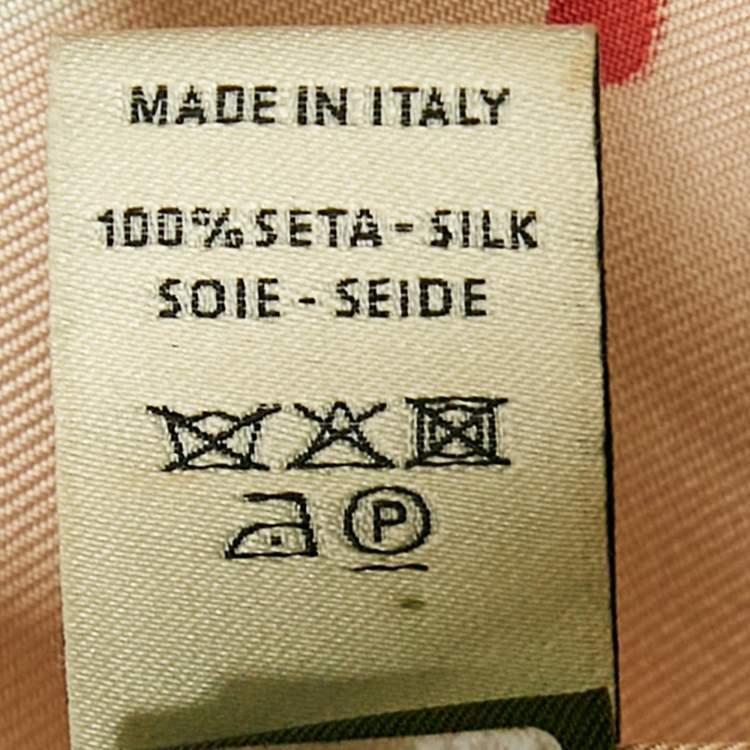 MADE IN ITALY
100% SETA - SILK
SOIE - SEIDE
P